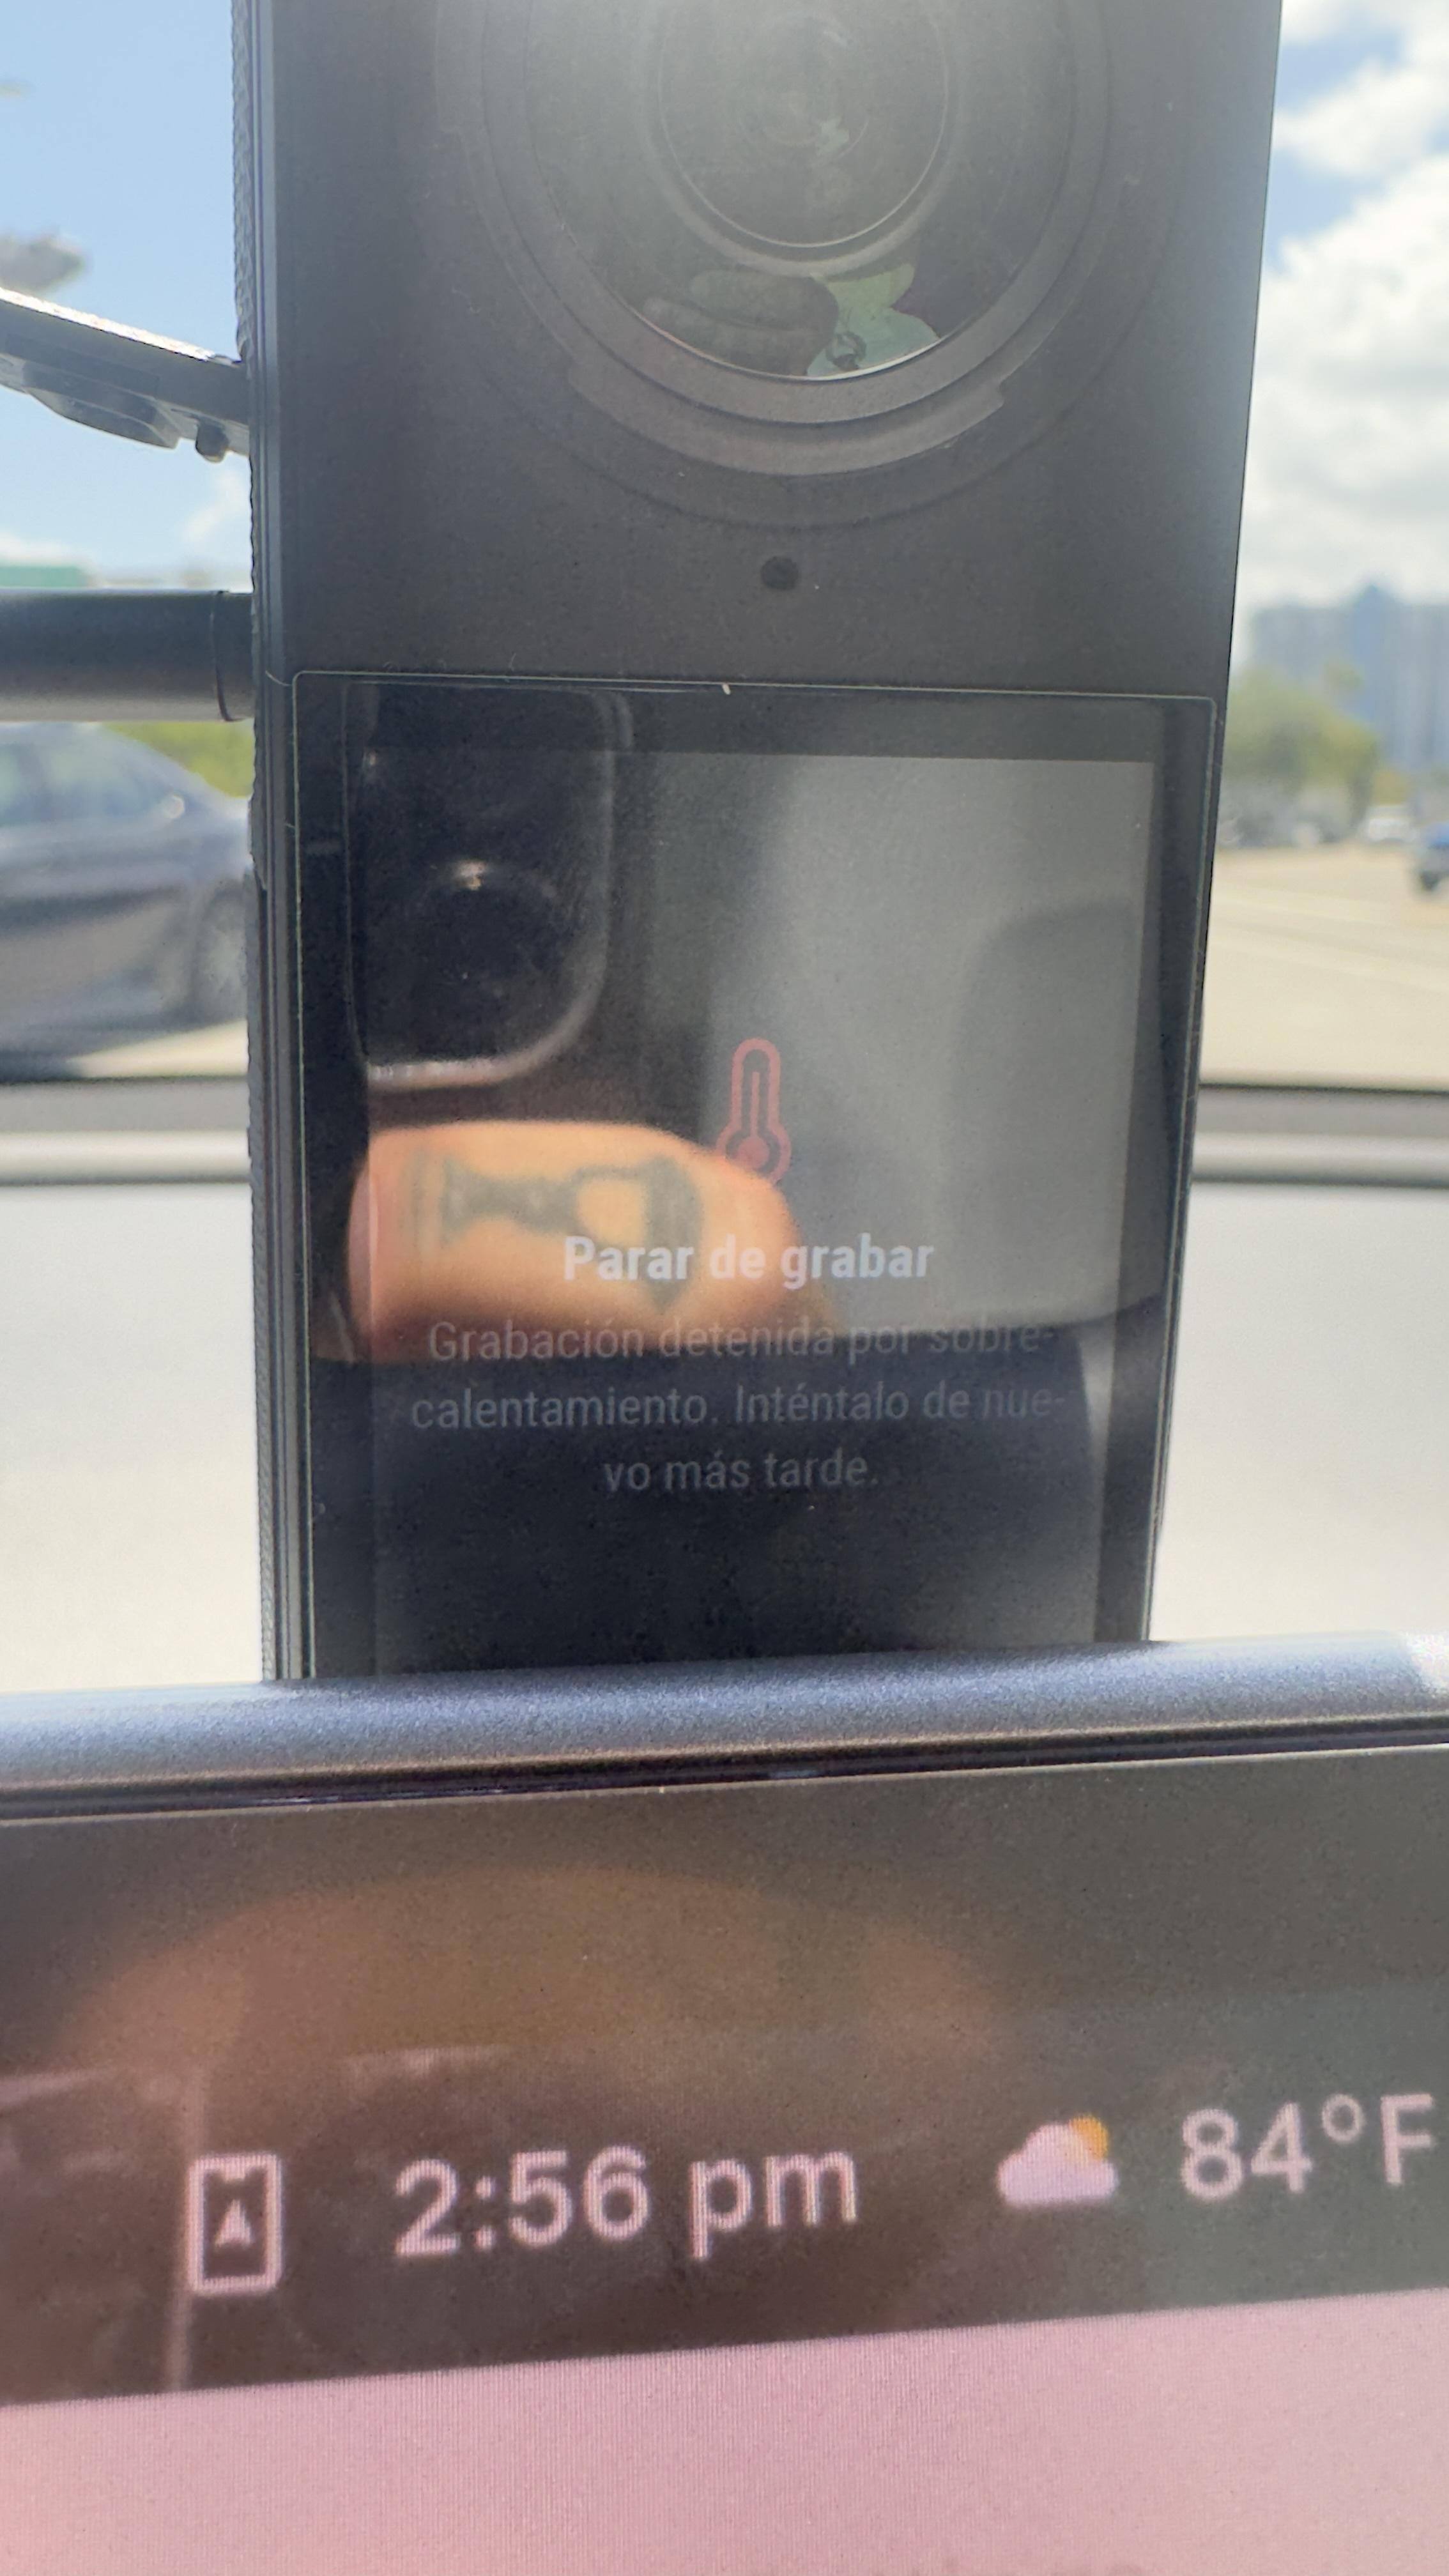 Parar de grabar
Grabación detenida por sobre-
calentamiento. Inténtalo de nue-
vo más tarde.
2:56 pm 84°F